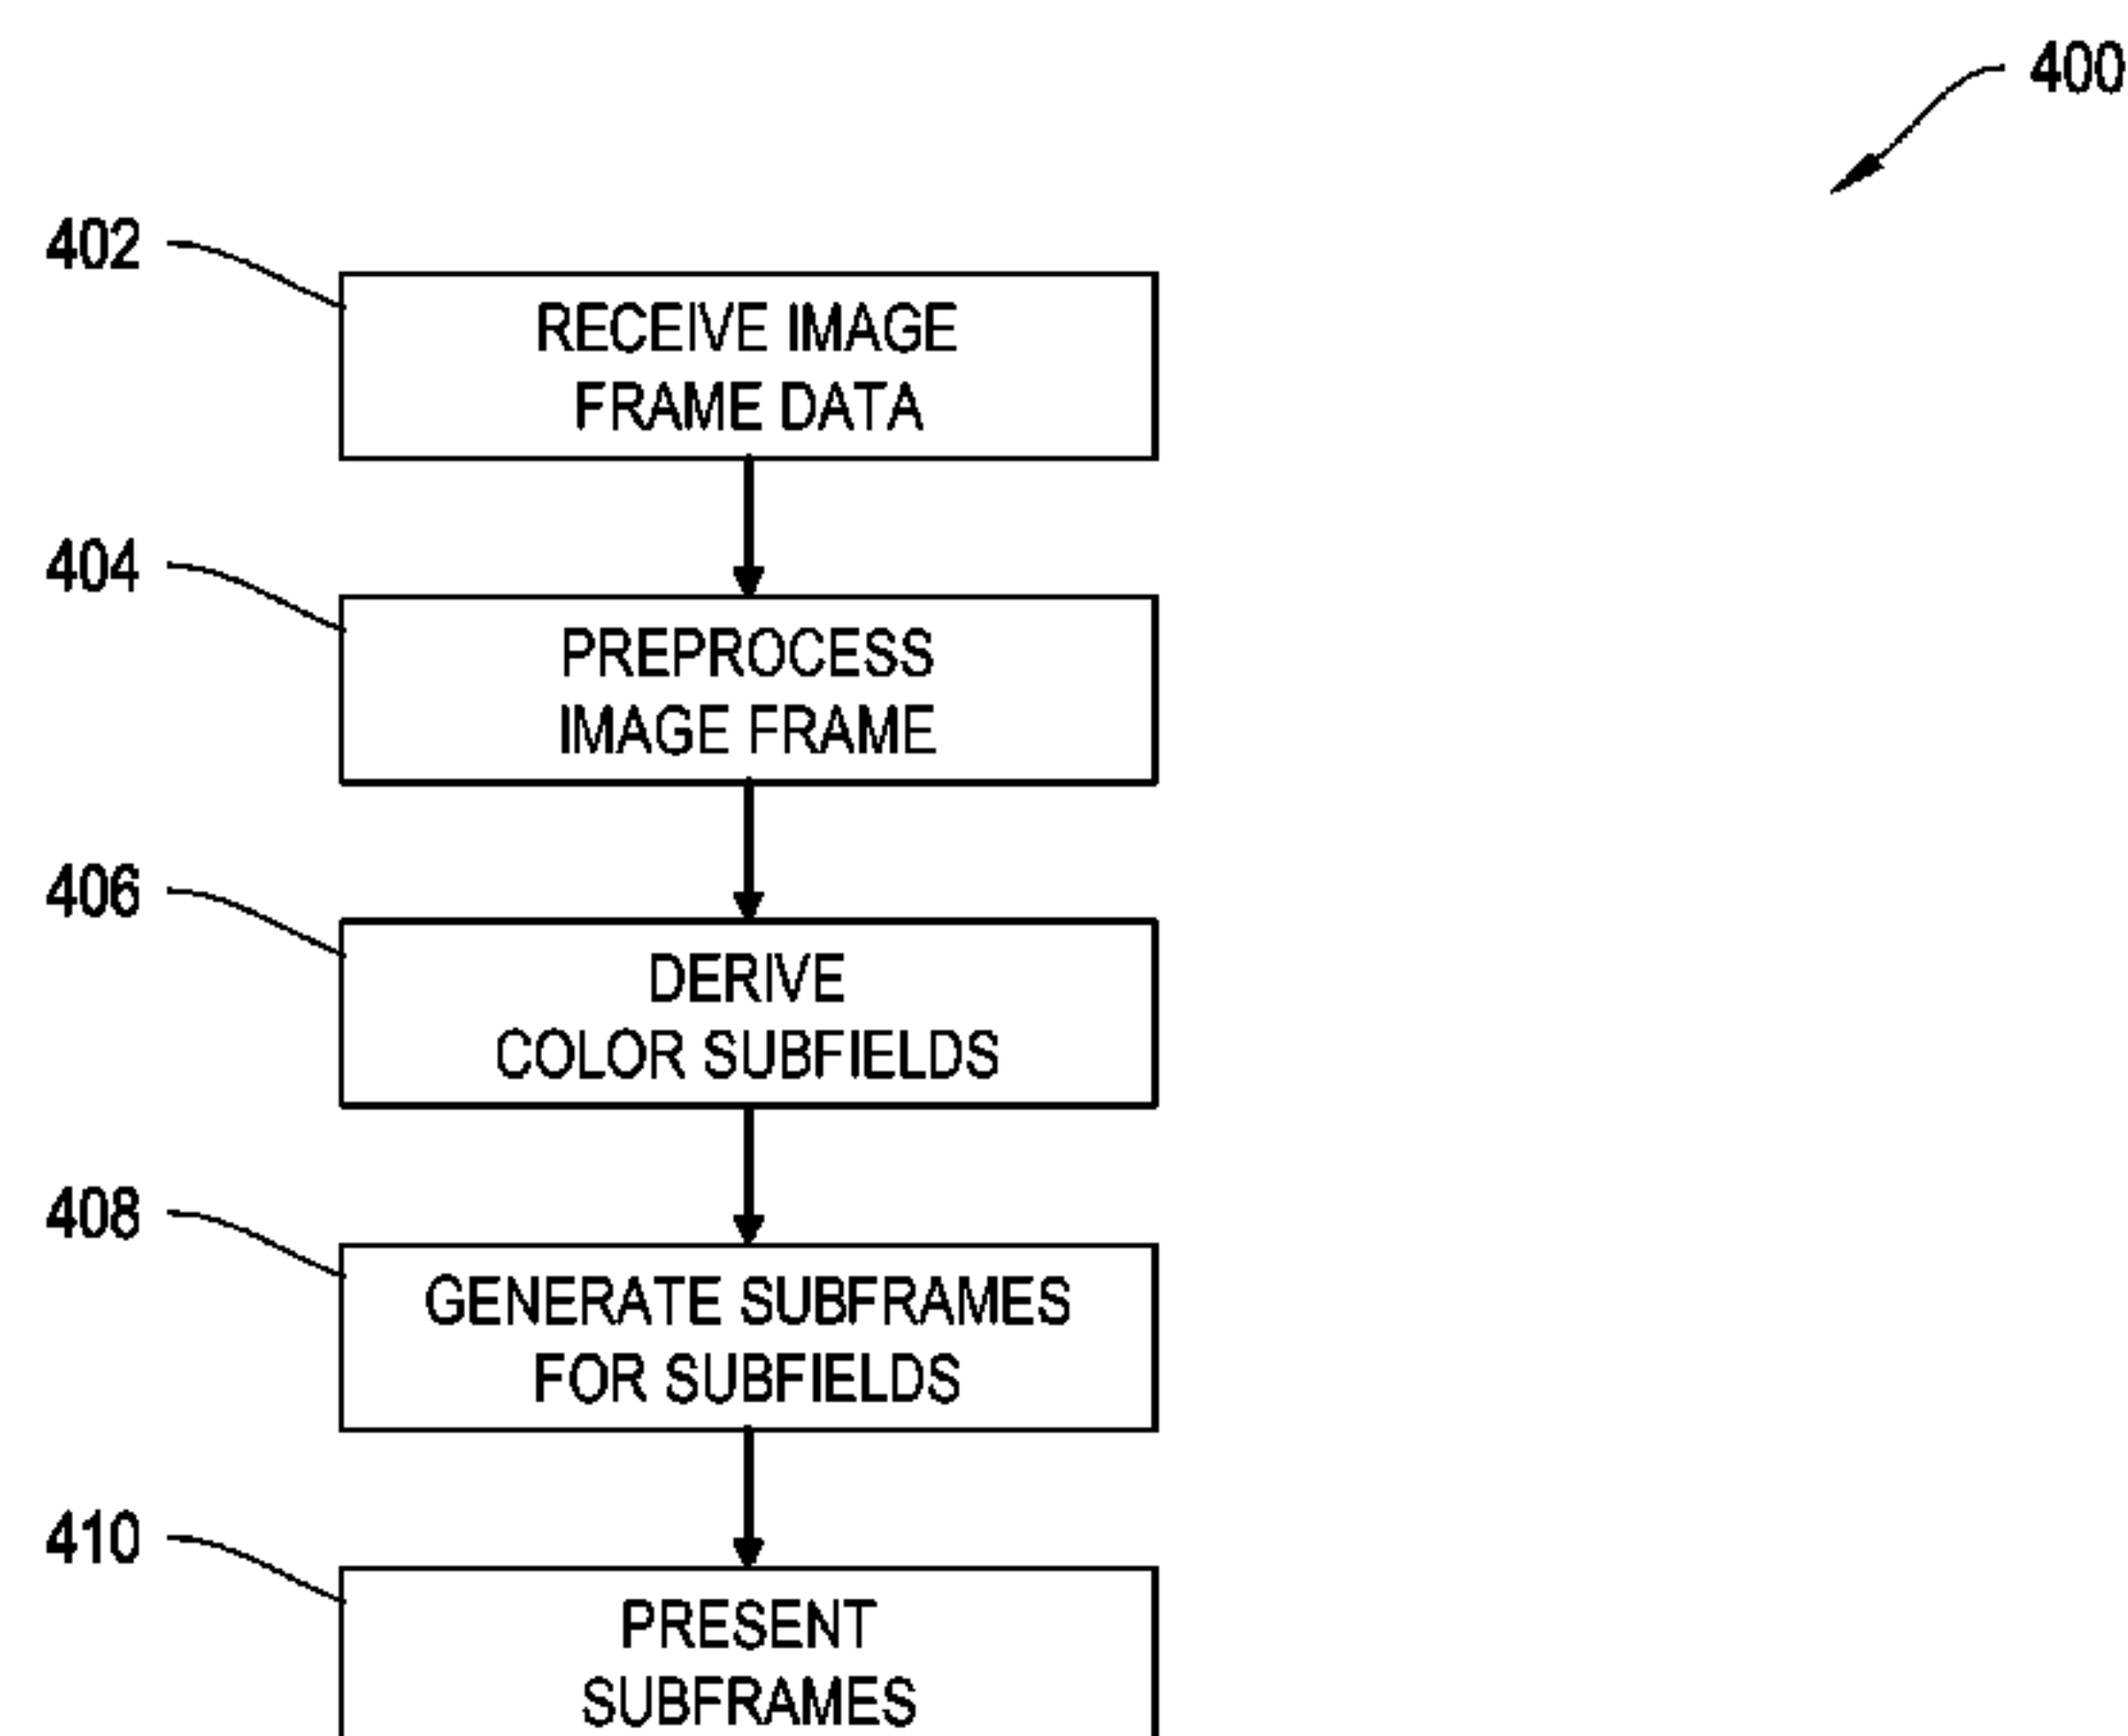 400
402
RECEIVE IMAGE
FRAME DATA
404
PREPROCESS
IMAGE FRAME
406
DERIVE
COLOR SUBFIELDS
408
GENERATE SUBFRAMES
FOR SUBFIELDS
410
PRESENT
SUBFRAMES